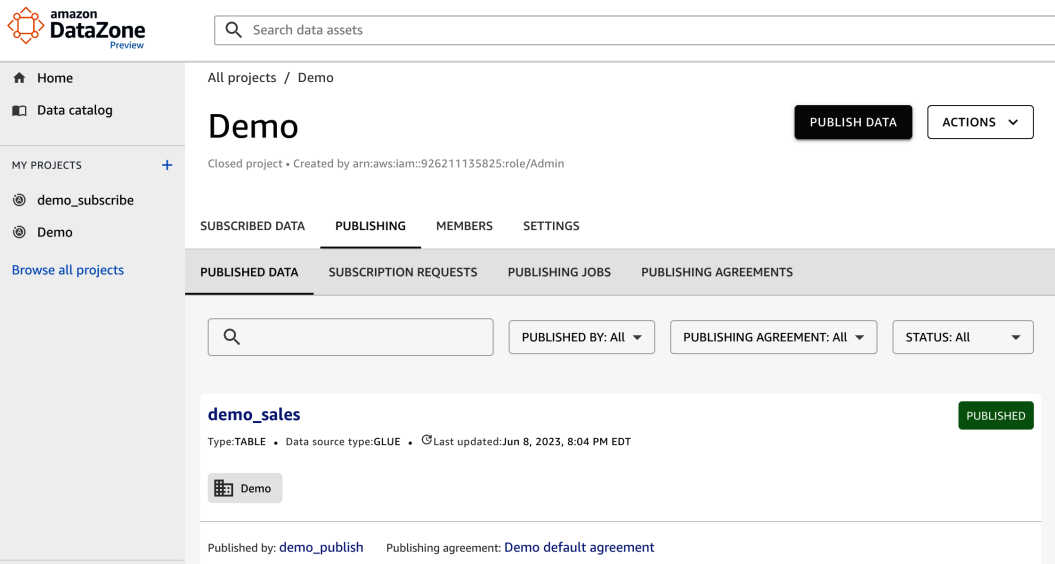 amazon
DataZone
Preview
Search data assets
Home
Data catalog
MY PROJECTS +
demo_subscribe
Demo
Browse all projects
All projects / Demo
Demo
PUBLISH DATA
ACTIONS
Closed project • Created by arn:aws:iam::926211135825:role/Admin
SUBSCRIBED DATA PUBLISHING MEMBERS SETTINGS
PUBLISHED DATA SUBSCRIPTION REQUESTS PUBLISHING JOBS PUBLISHING AGREEMENTS
PUBLISHED BY: All PUBLISHING AGREEMENT: All STATUS: All
demo_sales
PUBLISHED
Type:TABLE • Data source type:GLUE • Last updated:Jun 8, 2023, 8:04 PM EDT
Demo
Published by: demo_publish Publishing agreement: Demo default agreement